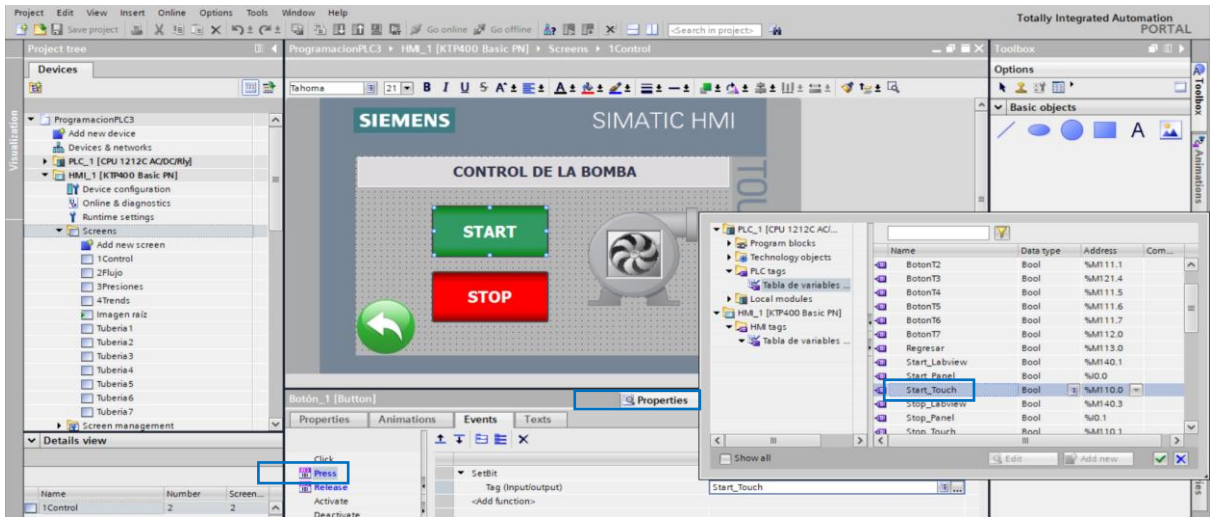 Project Edit View Insert Online Options Tools Window Help
Totally Integrated Automation
PORTAL
Save project
Go online
Go offline
<Search in project>
Project tree
ProgramacionPLC3 HMI_1 [KTP400 Basic PN] Screens 1Control
Toolbox
Devices
Options
Tahoma
21
B I U S A
Basic objects
A
Visualization
Toolbox
Animations
ProgramacionPLC3
Add new device
Devices & networks
PLC_1 [CPU 1212C AC/DC/Rly]
HMI_1 [KTP400 Basic PN]
Device configuration
Online & diagnostics
Runtime settings
Screens
Add new screen
1Control
2Flujo
3Presiones
4Trends
Imagen raíz
Tuberia1
Tuberia2
Tuberia3
Tuberia4
Tuberia5
Tuberia6
Tuberia7
Screen management
SIEMENS
SIMATIC HMI
CONTROL DE LA BOMBA
START
STOP
PLC_1 [CPU 1212C AC/...
Program blocks
Technology objects
PLC tags
Tabla de variables ...
Local modules
HMI_1 [KTP400 Basic PN]
HMI tags
Tabla de variables ...
Name Data type Address Com...
BotonT2 Bool %M111.1
BotonT3 Bool %M121.4
BotonT4 Bool %M111.5
BotonT5 Bool %M111.6
BotonT6 Bool %M111.7
BotonT7 Bool %M112.0
Regresar Bool %M113.0
Start_Labview Bool %M140.1
Start_Panel Bool %I0.0
Start_Touch Bool %M110.0
Stop_Labview Bool %M140.3
Stop_Panel Bool %I0.1
Stop_Touch Bool %M110.1
Show all
Edit
Add new
Botón_1 [Button]
Properties
Properties Animations Events Texts
Click
Press
Release
Activate
Deactivate
SetBit
Tag (Input/output)
Start_Touch
<Add function>
Details view
Name Number Screen...
1Control 2 2